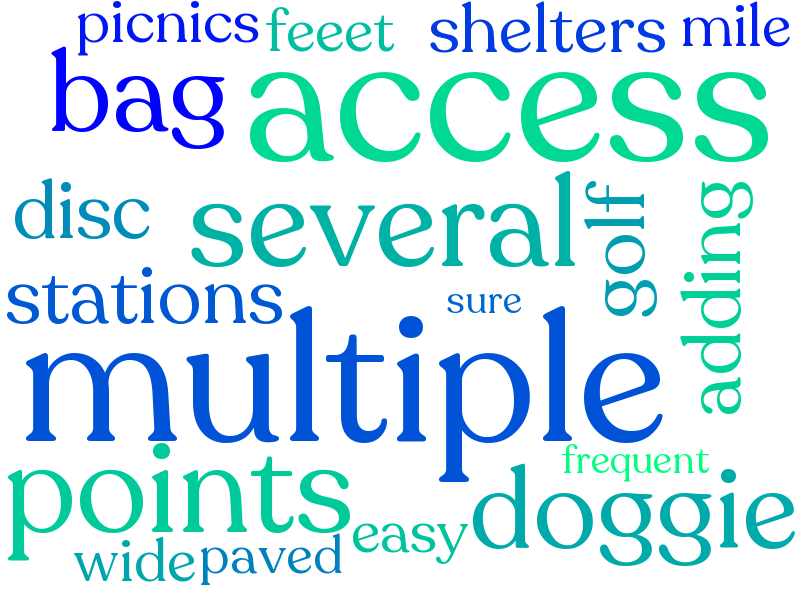 picnics feeet shelters mile
bag access
disc several golf adding
stations sure
multiple
points frequent
easy doggie
wide paved